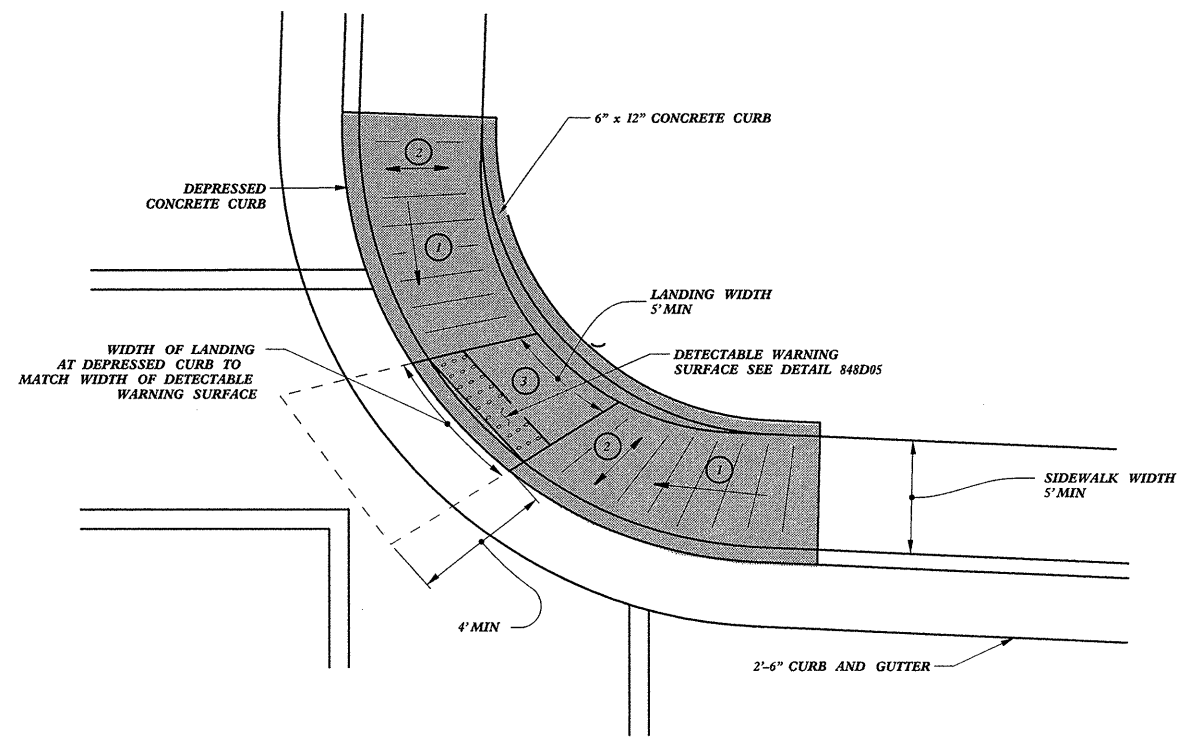 6" x 12" CONCRETE CURB
2
DEPRESSED
CONCRETE CURB
1
LANDING WIDTH
5' MIN
WIDTH OF LANDING
AT DEPRESSED CURB TO
MATCH WIDTH OF DETECTABLE
WARNING SURFACE
DETECTABLE WARNING
SURFACE SEE DETAIL 848D05
3
2
1
SIDEWALK WIDTH
5' MIN
4' MIN
2'-6" CURB AND GUTTER